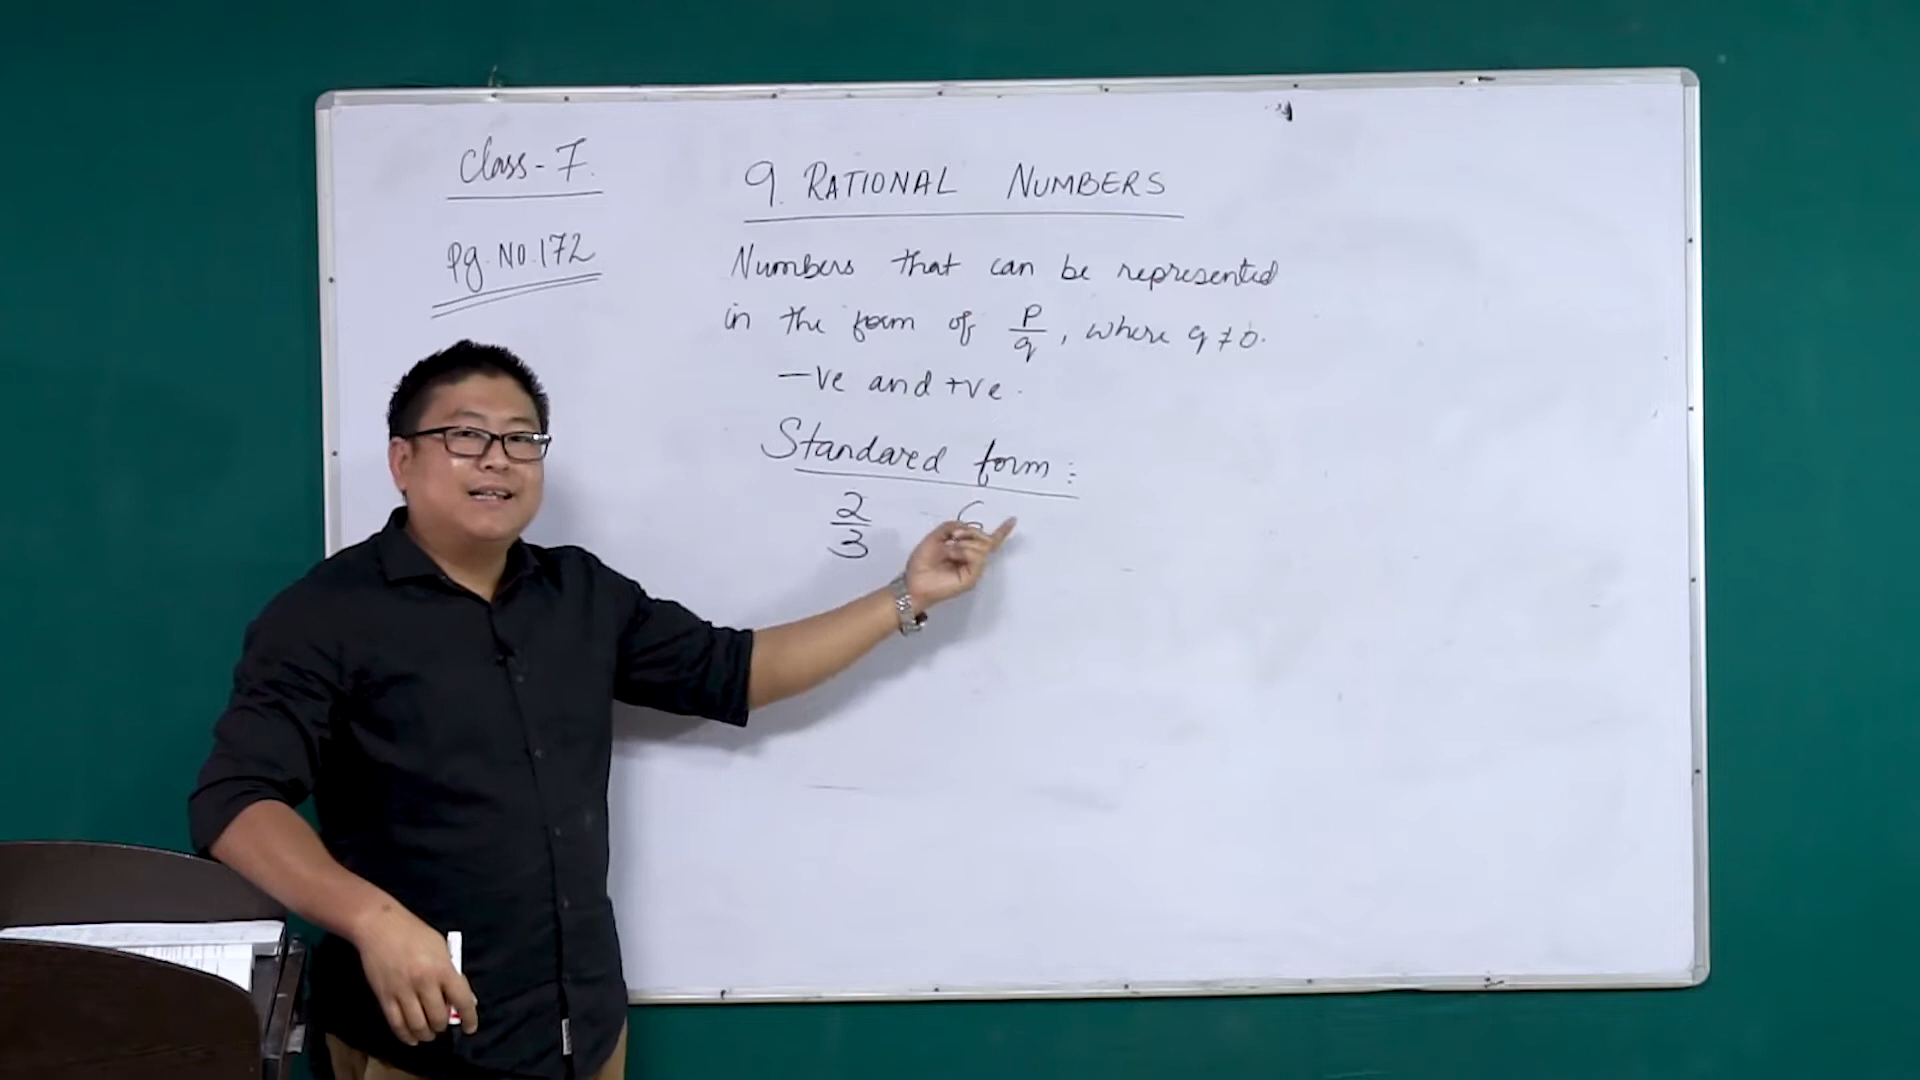 Class - 7.
Pg. No. 172
9. RATIONAL NUMBERS
Numbers that can be represented
in the form of p/q, where q ≠ 0.
-ve and +ve.
Standard form :
2/3